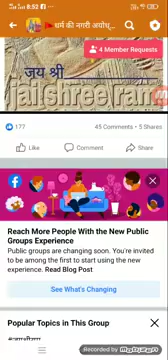 8:52
🚩धर्म की नगरी अयोध्...
4 Member Requests
जय श्री
jai shree ram
177
45 Comments • 5 Shares
Like
Comment
Share
Reach More People with the New Public
Groups Experience
Public groups are changing soon. You're invited
to be among the first to start using the new
experience. Read Blog Post
See What's Changing
Popular Topics in This Group
Recorded by